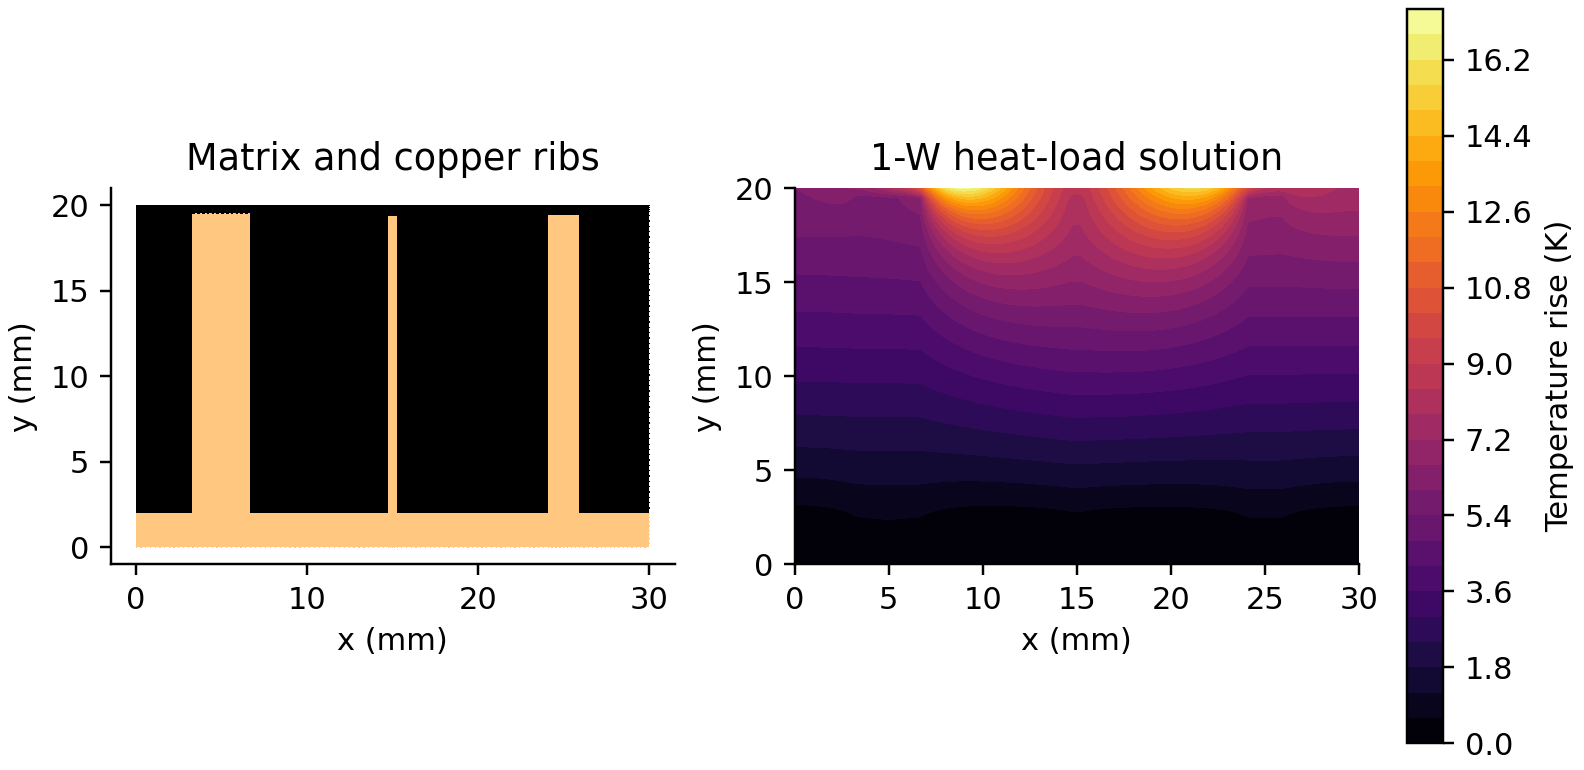 Matrix and copper ribs
20
15
10
5
0
y (mm)
0 10 20 30
x (mm)
1-W heat-load solution
20
15
10
5
0
y (mm)
0 5 10 15 20 25 30
x (mm)
16.2
14.4
12.6
10.8
9.0
7.2
5.4
3.6
1.8
0.0
Temperature rise (K)